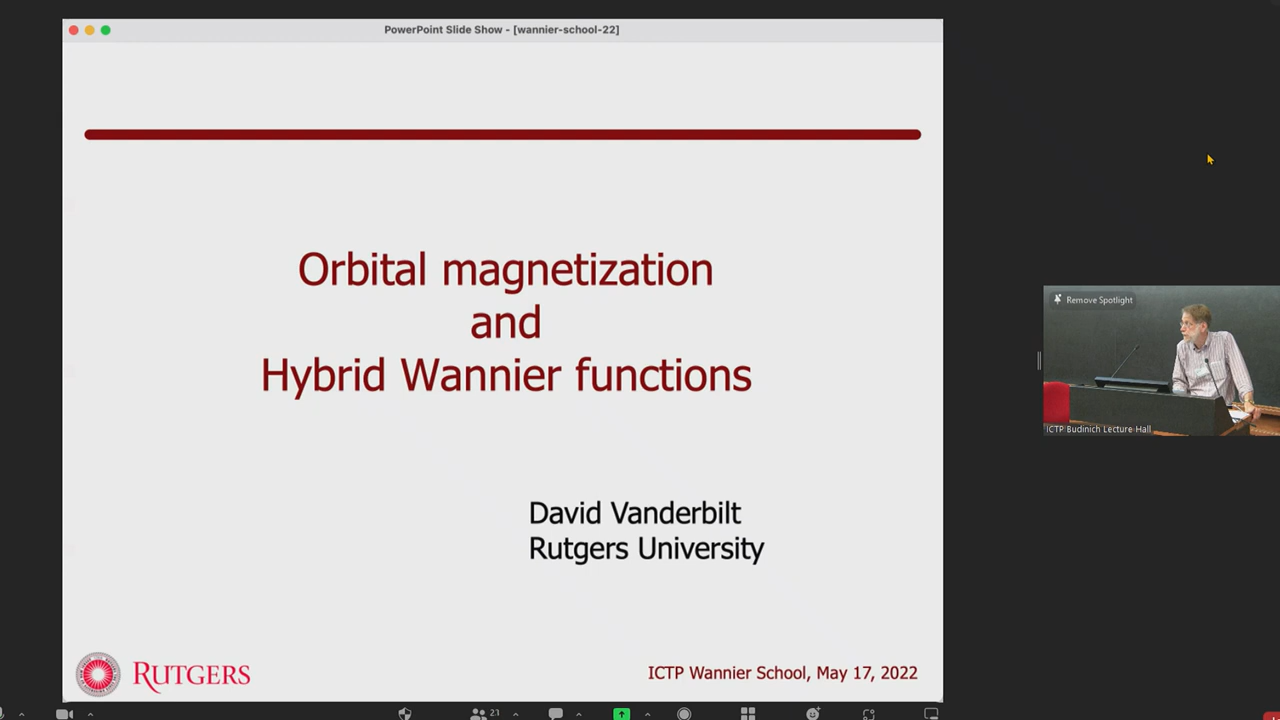 PowerPoint Slide Show - [wannier-school-22]
Orbital magnetization
and
Hybrid Wannier functions
David Vanderbilt
Rutgers University
RUTGERS
ICTP Wannier School, May 17, 2022
Remove Spotlight
ICTP Budinich Lecture Hall
21